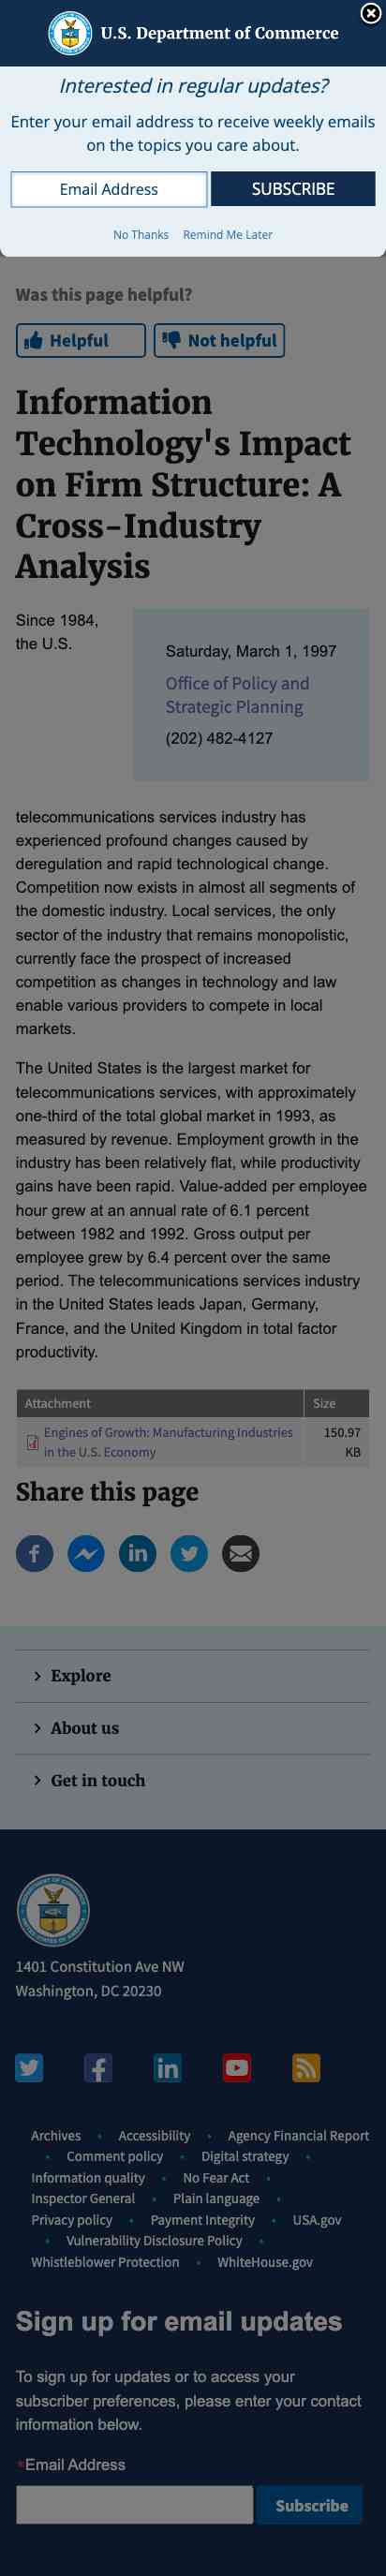 U.S. Department of Commerce
Interested in regular updates?
Enter your email address to receive weekly emails
on the topics you care about.
Email Address
SUBSCRIBE
No Thanks Remind Me Later
Was this page helpful?
Helpful Not helpful
Information
Technology's Impact
on Firm Structure: A
Cross-Industry
Analysis
Since 1984,
the U.S.
Saturday, March 1, 1997
Office of Policy and
Strategic Planning
(202) 482-4127
telecommunications services industry has
experienced profound changes caused by
deregulation and rapid technological change.
Competition now exists in almost all segments of
the domestic industry. Local services, the only
sector of the industry that remains monopolistic,
currently face the prospect of increased
competition as changes in technology and law
enable various providers to compete in local
markets.
The United States is the largest market for
telecommunications services, with approximately
one-third of the total global market in 1993, as
measured by revenue. Employment growth in the
industry has been relatively flat, while productivity
gains have been rapid. Value-added per employee
hour grew at an annual rate of 6.1 percent
between 1982 and 1992. Gross output per
employee grew by 6.4 percent over the same
period. The telecommunications services industry
in the United States leads Japan, Germany,
France, and the United Kingdom in total factor
productivity.
Attachment Size
Engines of Growth: Manufacturing Industries 150.97
in the U.S. Economy KB
Share this page
Explore
About us
Get in touch
1401 Constitution Ave NW
Washington, DC 20230
Archives • Accessibility • Agency Financial Report
• Comment policy • Digital strategy •
Information quality • No Fear Act •
Inspector General • Plain language •
Privacy policy • Payment Integrity • USA.gov
• Vulnerability Disclosure Policy •
Whistleblower Protection • WhiteHouse.gov
Sign up for email updates
To sign up for updates or to access your
subscriber preferences, please enter your contact
information below.
*Email Address
Subscribe